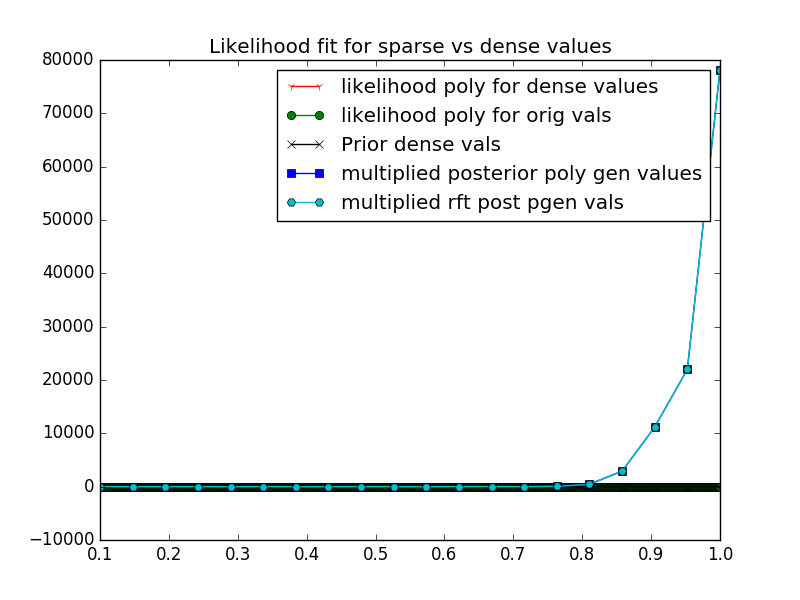 Likelihood fit for sparse vs dense values
80000
70000
60000
50000
40000
30000
20000
10000
0
−10000
likelihood poly for dense values
likelihood poly for orig vals
Prior dense vals
multiplied posterior poly gen values
multiplied rft post pgen vals
0.1 0.2 0.3 0.4 0.5 0.6 0.7 0.8 0.9 1.0